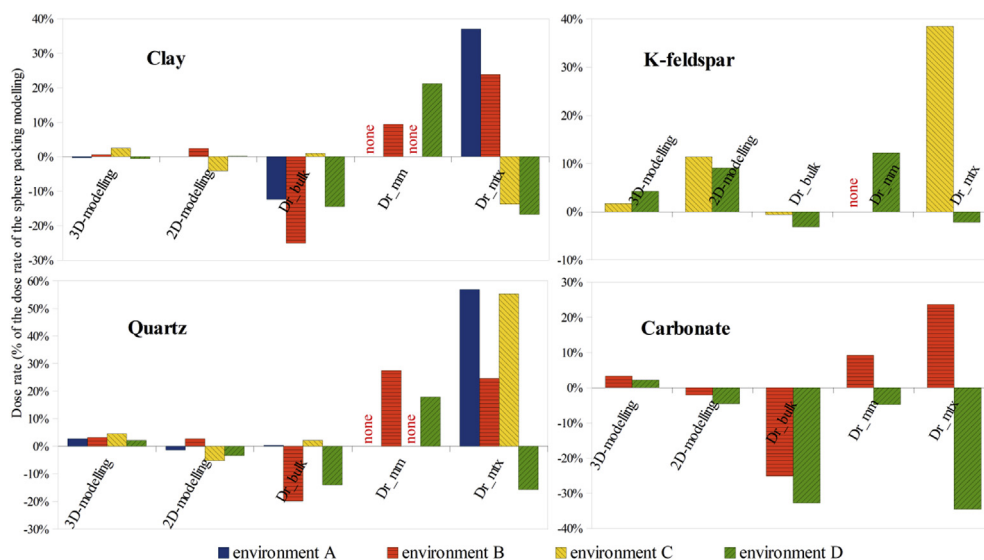 Dose rate (% of the dose rate of the sphere packing modelling)
Clay
40%
30%
20%
10%
0%
-10%
-20%
-30%
none
none
3D-modelling
2D-modelling
Dr_bulk
Dr_mm
Dr_mtx
K-feldspar
40%
30%
20%
10%
0%
-10%
none
3D-modelling
2D-modelling
Dr_bulk
Dr_mm
Dr_mtx
Quartz
60%
50%
40%
30%
20%
10%
0%
-10%
-20%
-30%
none
none
3D-modelling
2D-modelling
Dr_bulk
Dr_mm
Dr_mtx
Carbonate
30%
20%
10%
0%
-10%
-20%
-30%
-40%
3D-modelling
2D-modelling
Dr_bulk
Dr_mm
Dr_mtx
environment A environment B environment C environment D